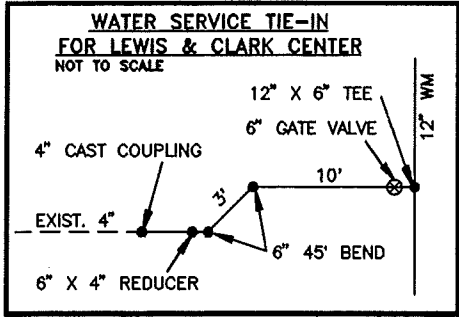 WATER SERVICE TIE-IN
FOR LEWIS & CLARK CENTER
NOT TO SCALE
12" X 6" TEE
6" GATE VALVE
12" WM
4" CAST COUPLING
3'
10'
EXIST. 4"
6" 45' BEND
6" X 4" REDUCER